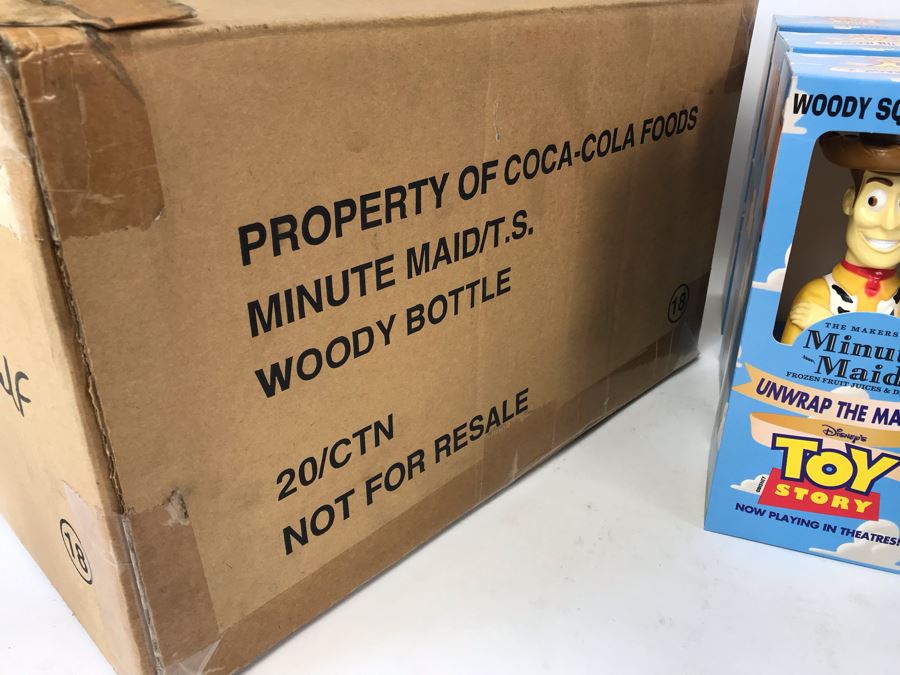 PROPERTY OF COCA-COLA FOODS
MINUTE MAID/T.S.
WOODY BOTTLE
18
20/CTN
NOT FOR RESALE
18
WOODY SQ
THE MAKERS
Minu
Maid
FROZEN FRUIT JUICES & D
UNWRAP THE MA
Disney's
TOY
STORY
NOW PLAYING IN THEATRES!